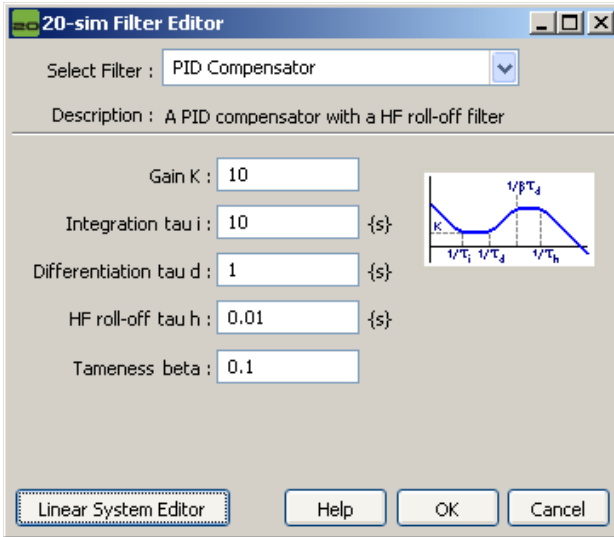 20-sim Filter Editor
Select Filter : PID Compensator
Description : A PID compensator with a HF roll-off filter
Gain K : 10
Integration tau i : 10 {s}
Differentiation tau d : 1 {s}
HF roll-off tau h : 0.01 {s}
Tameness beta : 0.1
1/βτd
K
1/τi 1/τd 1/τh
Linear System Editor Help OK Cancel